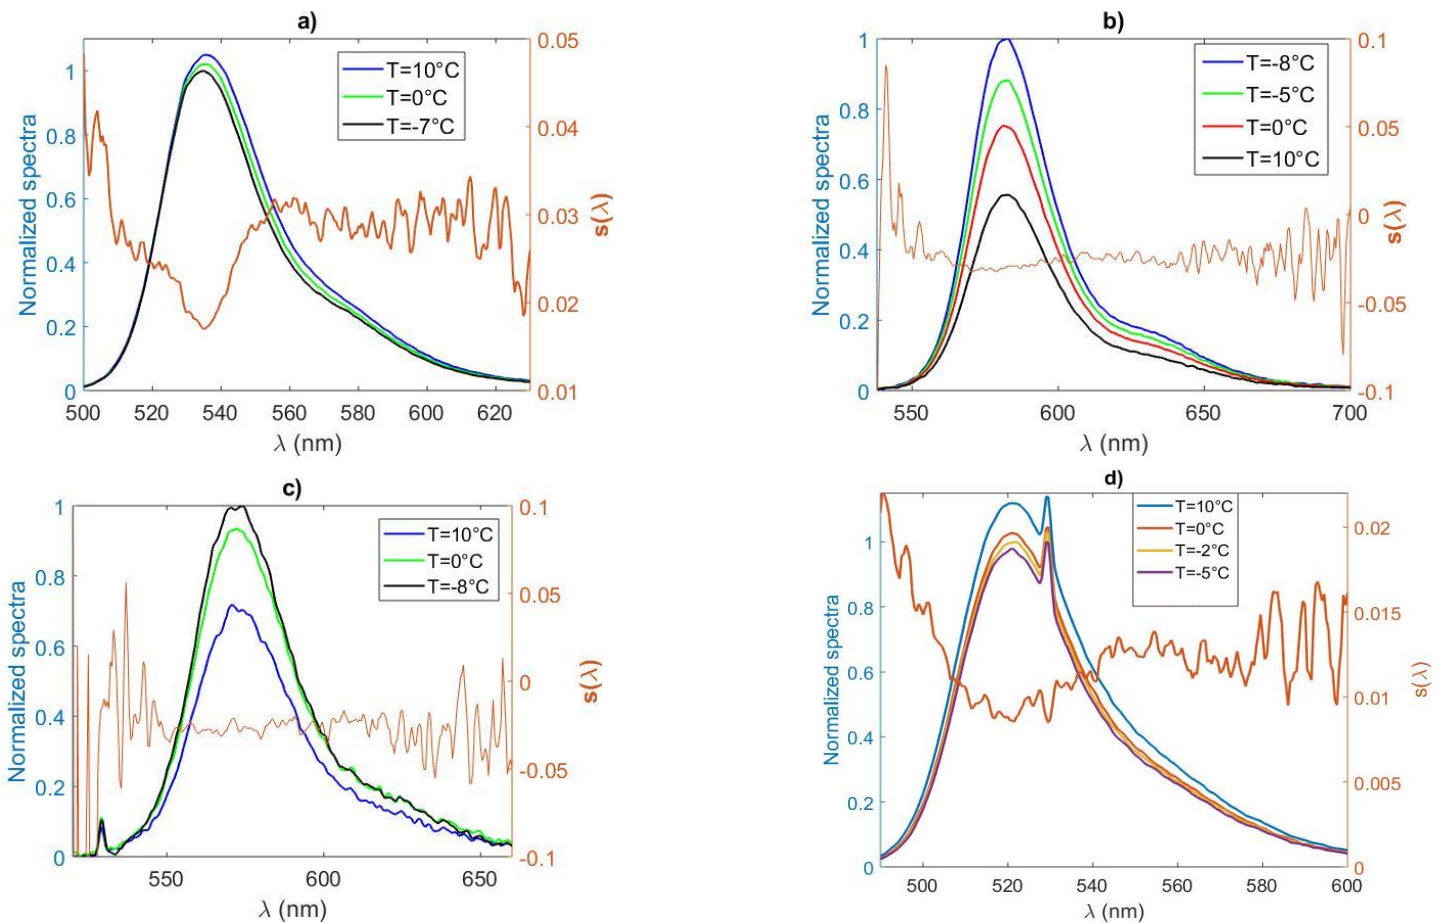 a)
Normalized spectra
1
0.8
0.6
0.4
0.2
0
500 520 540 560 580 600 620
λ (nm)
0.05
0.04
0.03
0.02
0.01
s(λ)
T=10°C
T=0°C
T=-7°C
b)
Normalized spectra
1
0.8
0.6
0.4
0.2
0
550 600 650 700
λ (nm)
0.1
0.05
0
-0.05
-0.1
s(λ)
T=-8°C
T=-5°C
T=0°C
T=10°C
c)
Normalized spectra
1
0.8
0.6
0.4
0.2
0
550 600 650
λ (nm)
0.1
0.05
0
-0.05
-0.1
s(λ)
T=10°C
T=0°C
T=-8°C
d)
Normalized spectra
1
0.8
0.6
0.4
0.2
0
500 520 540 560 580 600
λ (nm)
0.02
0.015
0.01
0.005
0
s(λ)
T=10°C
T=0°C
T=-2°C
T=-5°C